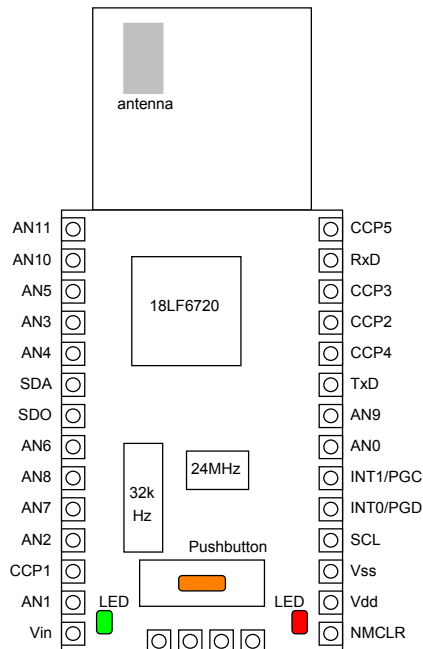 antenna
AN11 CCP5
AN10 RxD
AN5 CCP3
18LF6720
AN3 CCP2
AN4 CCP4
SDA TxD
SDO AN9
AN6 AN0
24MHz
AN8 INT1/PGC
32k
Hz
AN7 INT0/PGD
AN2 SCL
Pushbutton
CCP1 Vss
LED LED
AN1 Vdd
Vin NMCLR